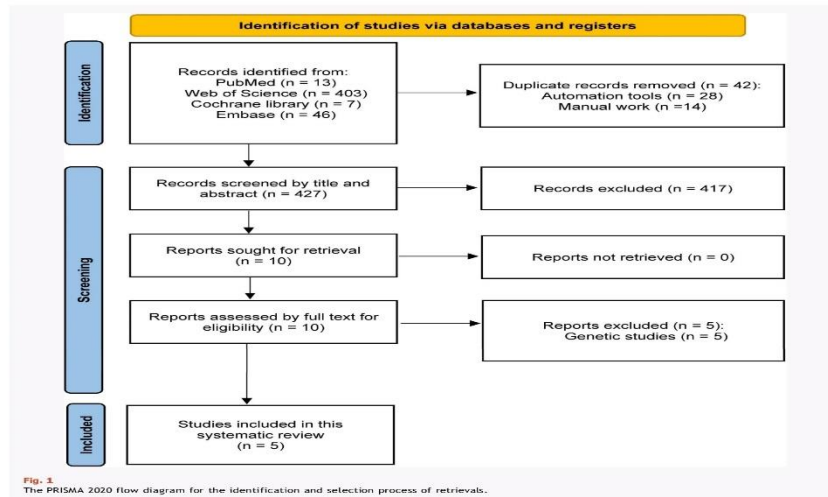 Identification of studies via databases and registers
Identification
Records identified from:
PubMed (n = 13)
Web of Science (n = 403)
Cochrane library (n = 7)
Embase (n = 46)
Duplicate records removed (n = 42):
Automation tools (n = 28)
Manual work (n =14)
Screening
Records screened by title and
abstract (n = 427)
Records excluded (n = 417)
Reports sought for retrieval
(n = 10)
Reports not retrieved (n = 0)
Reports assessed by full text for
eligibility (n = 10)
Reports excluded (n = 5):
Genetic studies (n = 5)
Included
Studies included in this
systematic review
(n = 5)
Fig. 1
The PRISMA 2020 flow diagram for the identification and selection process of retrievals.